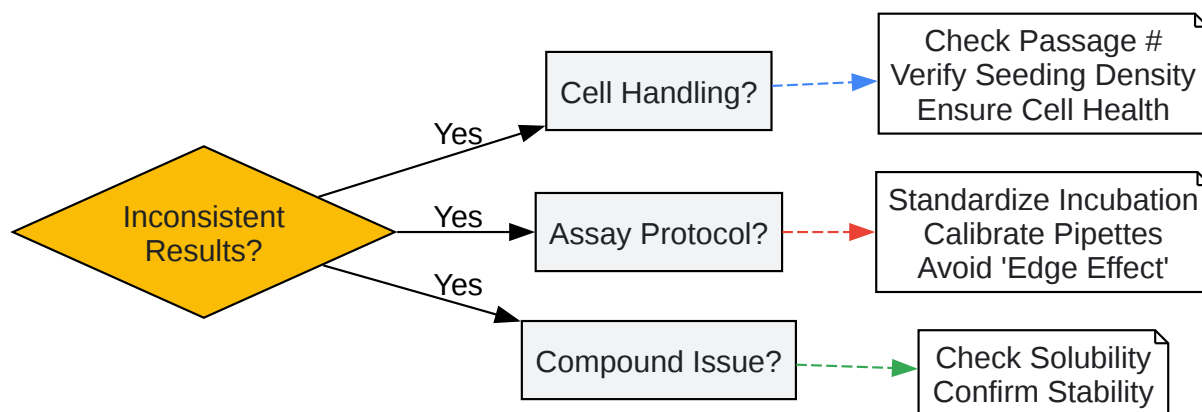 Inconsistent
Results?
Yes
Cell Handling?
Check Passage #
Verify Seeding Density
Ensure Cell Health
Yes
Assay Protocol?
Standardize Incubation
Calibrate Pipettes
Avoid 'Edge Effect'
Yes
Compound Issue?
Check Solubility
Confirm Stability